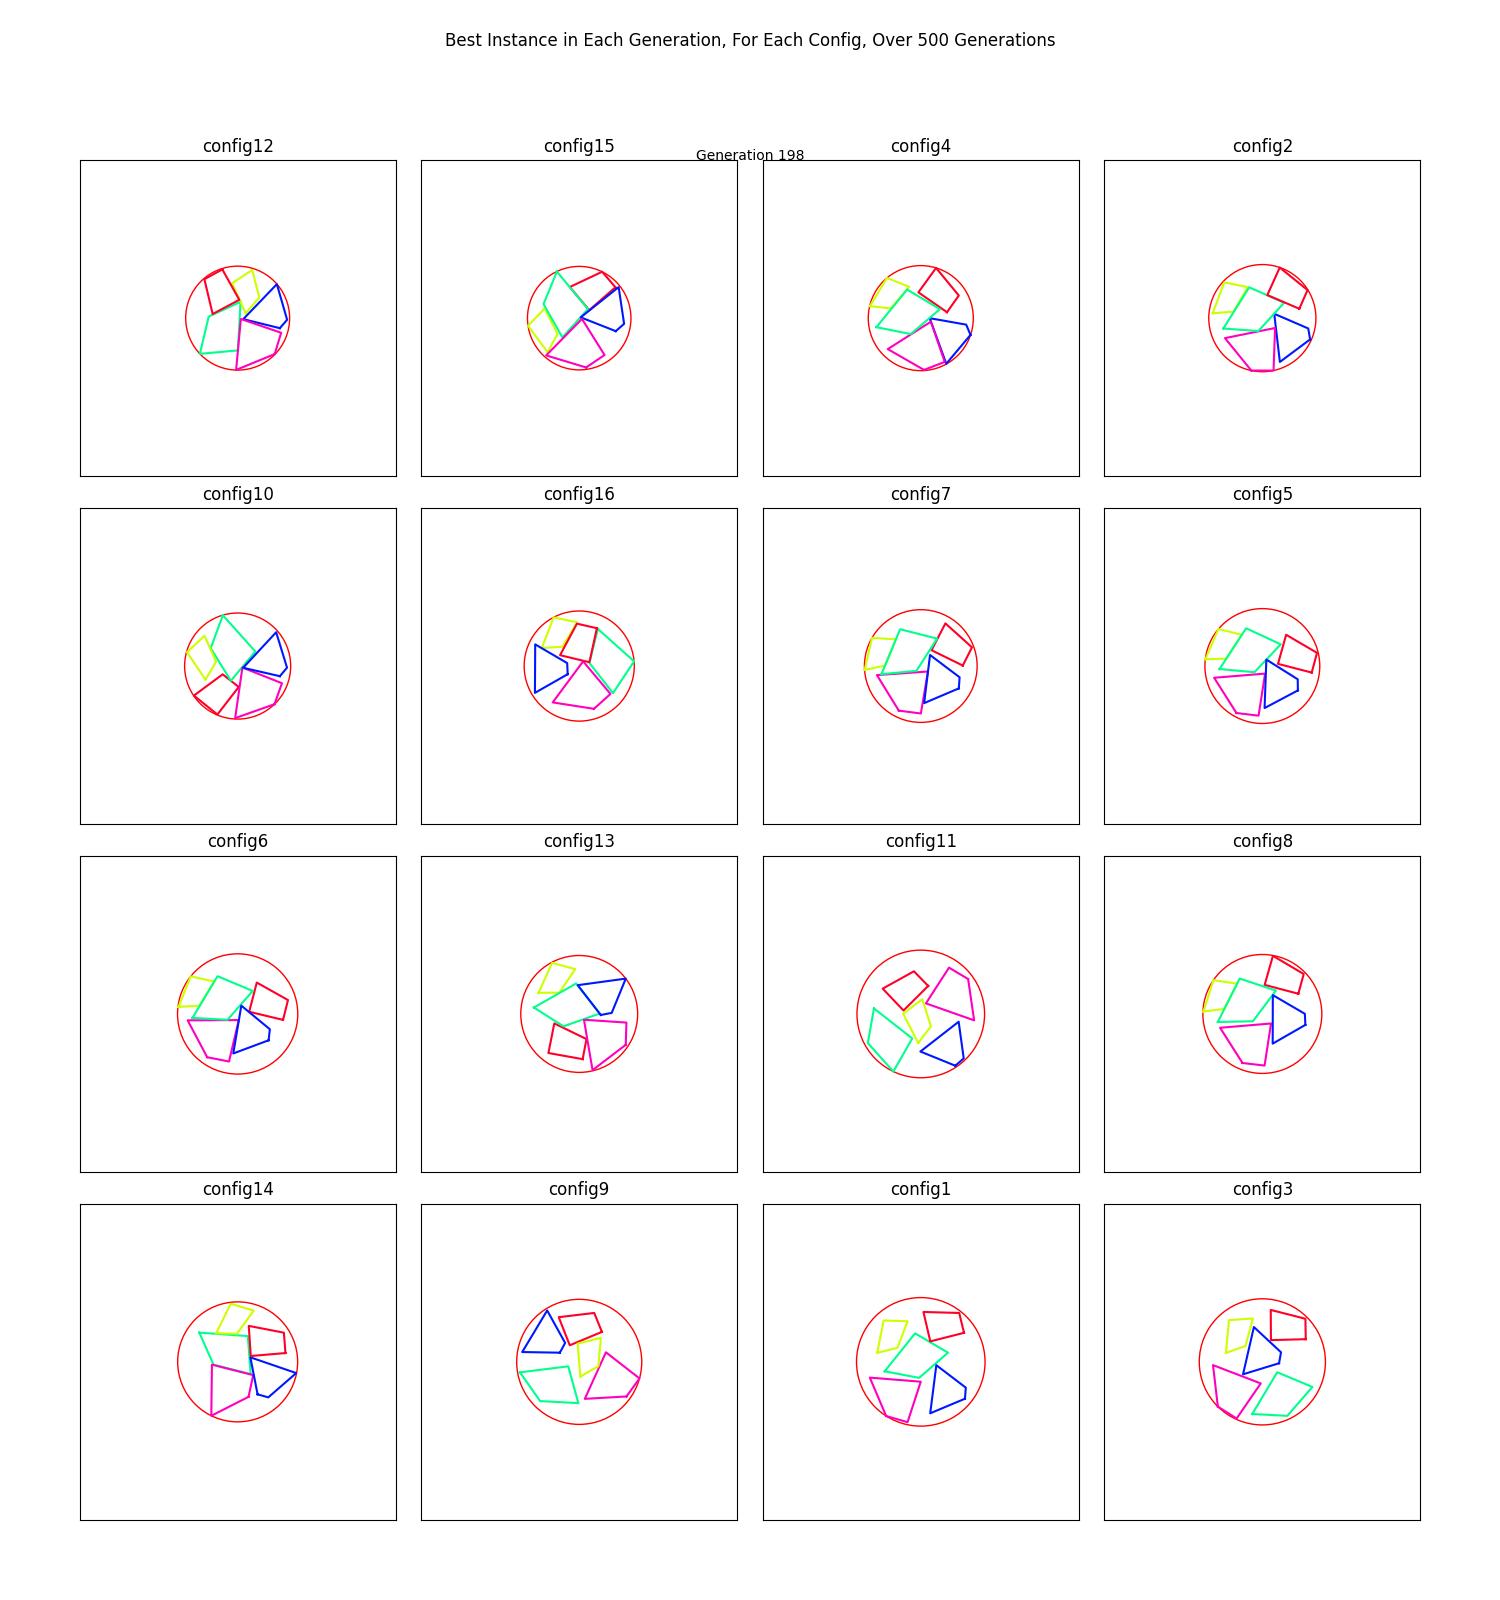 Best Instance in Each Generation, For Each Config, Over 500 Generations
Generation 198
config12
config15
config4
config2
config10
config16
config7
config5
config6
config13
config11
config8
config14
config9
config1
config3